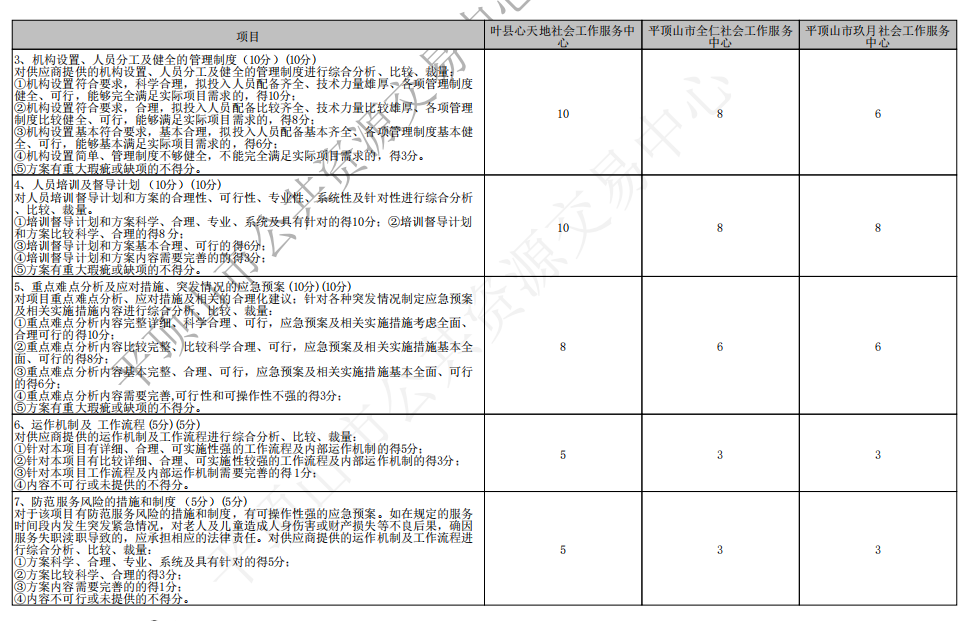 项目
叶县心天地社会工作服务中
心
平顶山市全仁社会工作服务
中心
平顶山市玖月社会工作服务
中心
3、机构设置、人员分工及健全的管理制度（10分）(10分)
对供应商提供的机构设置、人员分工及健全的管理制度进行综合分析、比较、裁量：
①机构设置符合要求，科学合理，拟投入人员配备齐全、技术力量雄厚、各项管理制度
健全、可行，能够完全满足实际项目需求的，得10分；
②机构设置符合要求，合理，拟投入人员配备比较齐全、技术力量比较雄厚、各项管理
制度比较健全、可行，能够满足实际项目需求的，得8分；
③机构设置基本符合要求，基本合理，拟投入人员配备基本齐全、各项管理制度基本健
全、可行，能够基本满足实际项目需求的，得6分；
④机构设置简单、管理制度不够健全，不能完全满足实际项目需求的，得3分。
⑤方案有重大瑕疵或缺项的不得分。
10
8
6
4、人员培训及督导计划 （10分）(10分)
对人员培训督导计划和方案的合理性、可行性、专业性、系统性及针对性进行综合分析
、比较、裁量。
①培训督导计划和方案科学、合理、专业、系统及具有针对的得10分；②培训督导计划
和方案比较科学、合理的得8 分；
③培训督导计划和方案基本合理、可行的得6分；
④培训督导计划和方案内容需要完善的的得3分；
⑤方案有重大瑕疵或缺项的不得分。
10
8
8
5、重点难点分析及应对措施、突发情况的应急预案(10分)(10分)
对项目重点难点分析、应对措施及相关的合理化建议；针对各种突发情况制定应急预案
及相关实施措施内容进行综合分析、比较、裁量：
①重点难点分析内容完整详细、科学合理、可行，应急预案及相关实施措施考虑全面、
合理可行的得10分；
②重点难点分析内容比较完整、比较科学合理、可行，应急预案及相关实施措施基本全
面、可行的得8分；
③重点难点分析内容基本完整、合理、可行，应急预案及相关实施措施基本全面、可行
的得6分；
④重点难点分析内容需要完善,可行性和可操作性不强的得3分；
⑤方案有重大瑕疵或缺项的不得分。
8
6
6
6、运作机制及 工作流程(5分)(5分)
对供应商提供的运作机制及工作流程进行综合分析、比较、裁量：
①针对本项目有详细、合理、可实施性强的工作流程及内部运作机制的得5分；
②针对本项目有比较详细、合理、可实施性较强的工作流程及内部运作机制的得3分；
③针对本项目工作流程及内部运作机制需要完善的得 1分；
④内容不可行或未提供的不得分。
5
3
3
7、防范服务风险的措施和制度 （5分）(5分)
对于该项目有防范服务风险的措施和制度，有可操作性强的应急预案。如在规定的服务
时间段内发生突发紧急情况，对老人及儿童造成人身伤害或财产损失等不良后果，确因
服务失职渎职导致的，应承担相应的法律责任。对供应商提供的运作机制及工作流程进
行综合分析、比较、裁量：
①方案科学、合理、专业、系统及具有针对的得5分；
②方案比较科学、合理的得3分；
③方案内容需要完善的的得1分；
④内容不可行或未提供的不得分。
5
3
3
平顶山市公共资源交易中心
平顶山市公共资源交易中心